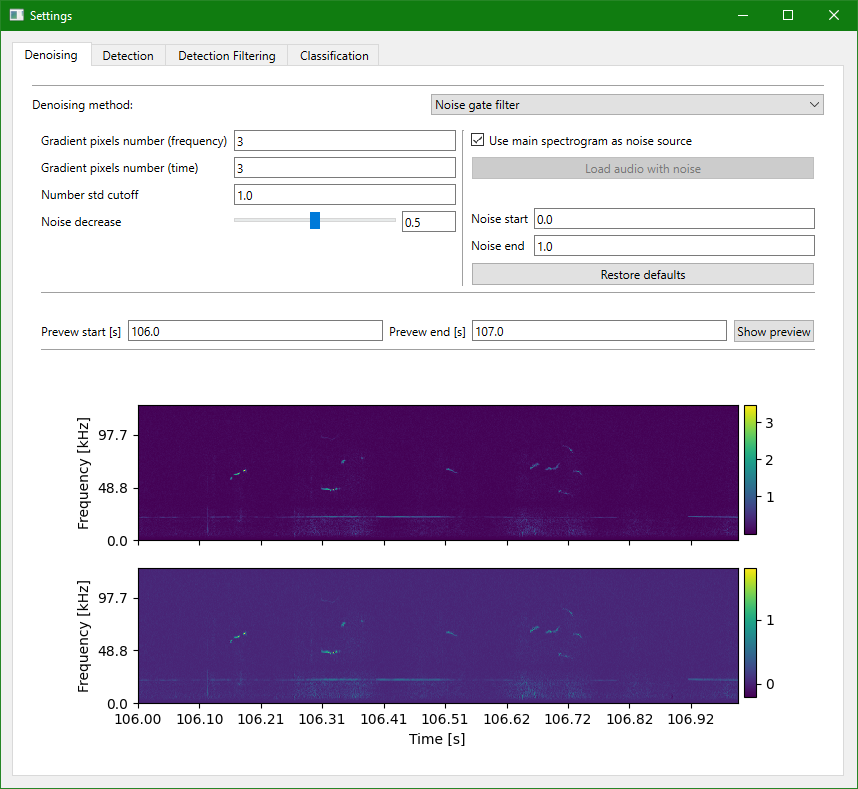 Settings
Denoising Detection Detection Filtering Classification
Denoising method: Noise gate filter
Gradient pixels number (frequency) 3
Gradient pixels number (time) 3
Number std cutoff 1.0
Noise decrease 0.5
Use main spectrogram as noise source
Load audio with noise
Noise start 0.0
Noise end 1.0
Restore defaults
Prevew start [s] 106.0 Prevew end [s] 107.0 Show preview
Frequency [kHz]
97.7
48.8
0.0
3
2
1
Frequency [kHz]
97.7
48.8
0.0
1
0
106.00 106.10 106.21 106.31 106.41 106.51 106.62 106.72 106.82 106.92
Time [s]